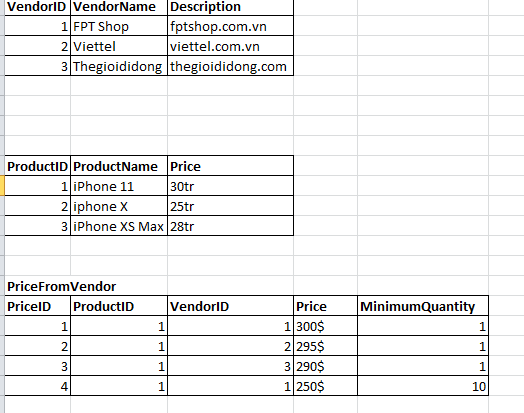 VendorID VendorName Description
1 FPT Shop fptshop.com.vn
2 Viettel viettel.com.vn
3 Thegioididong thegioididong.com
ProductID ProductName Price
1 iPhone 11 30tr
2 iphone X 25tr
3 iPhone XS Max 28tr
PriceFromVendor
PriceID ProductID VendorID Price MinimumQuantity
1 1 1 300$ 1
2 1 2 295$ 1
3 1 3 290$ 1
4 1 1 250$ 10